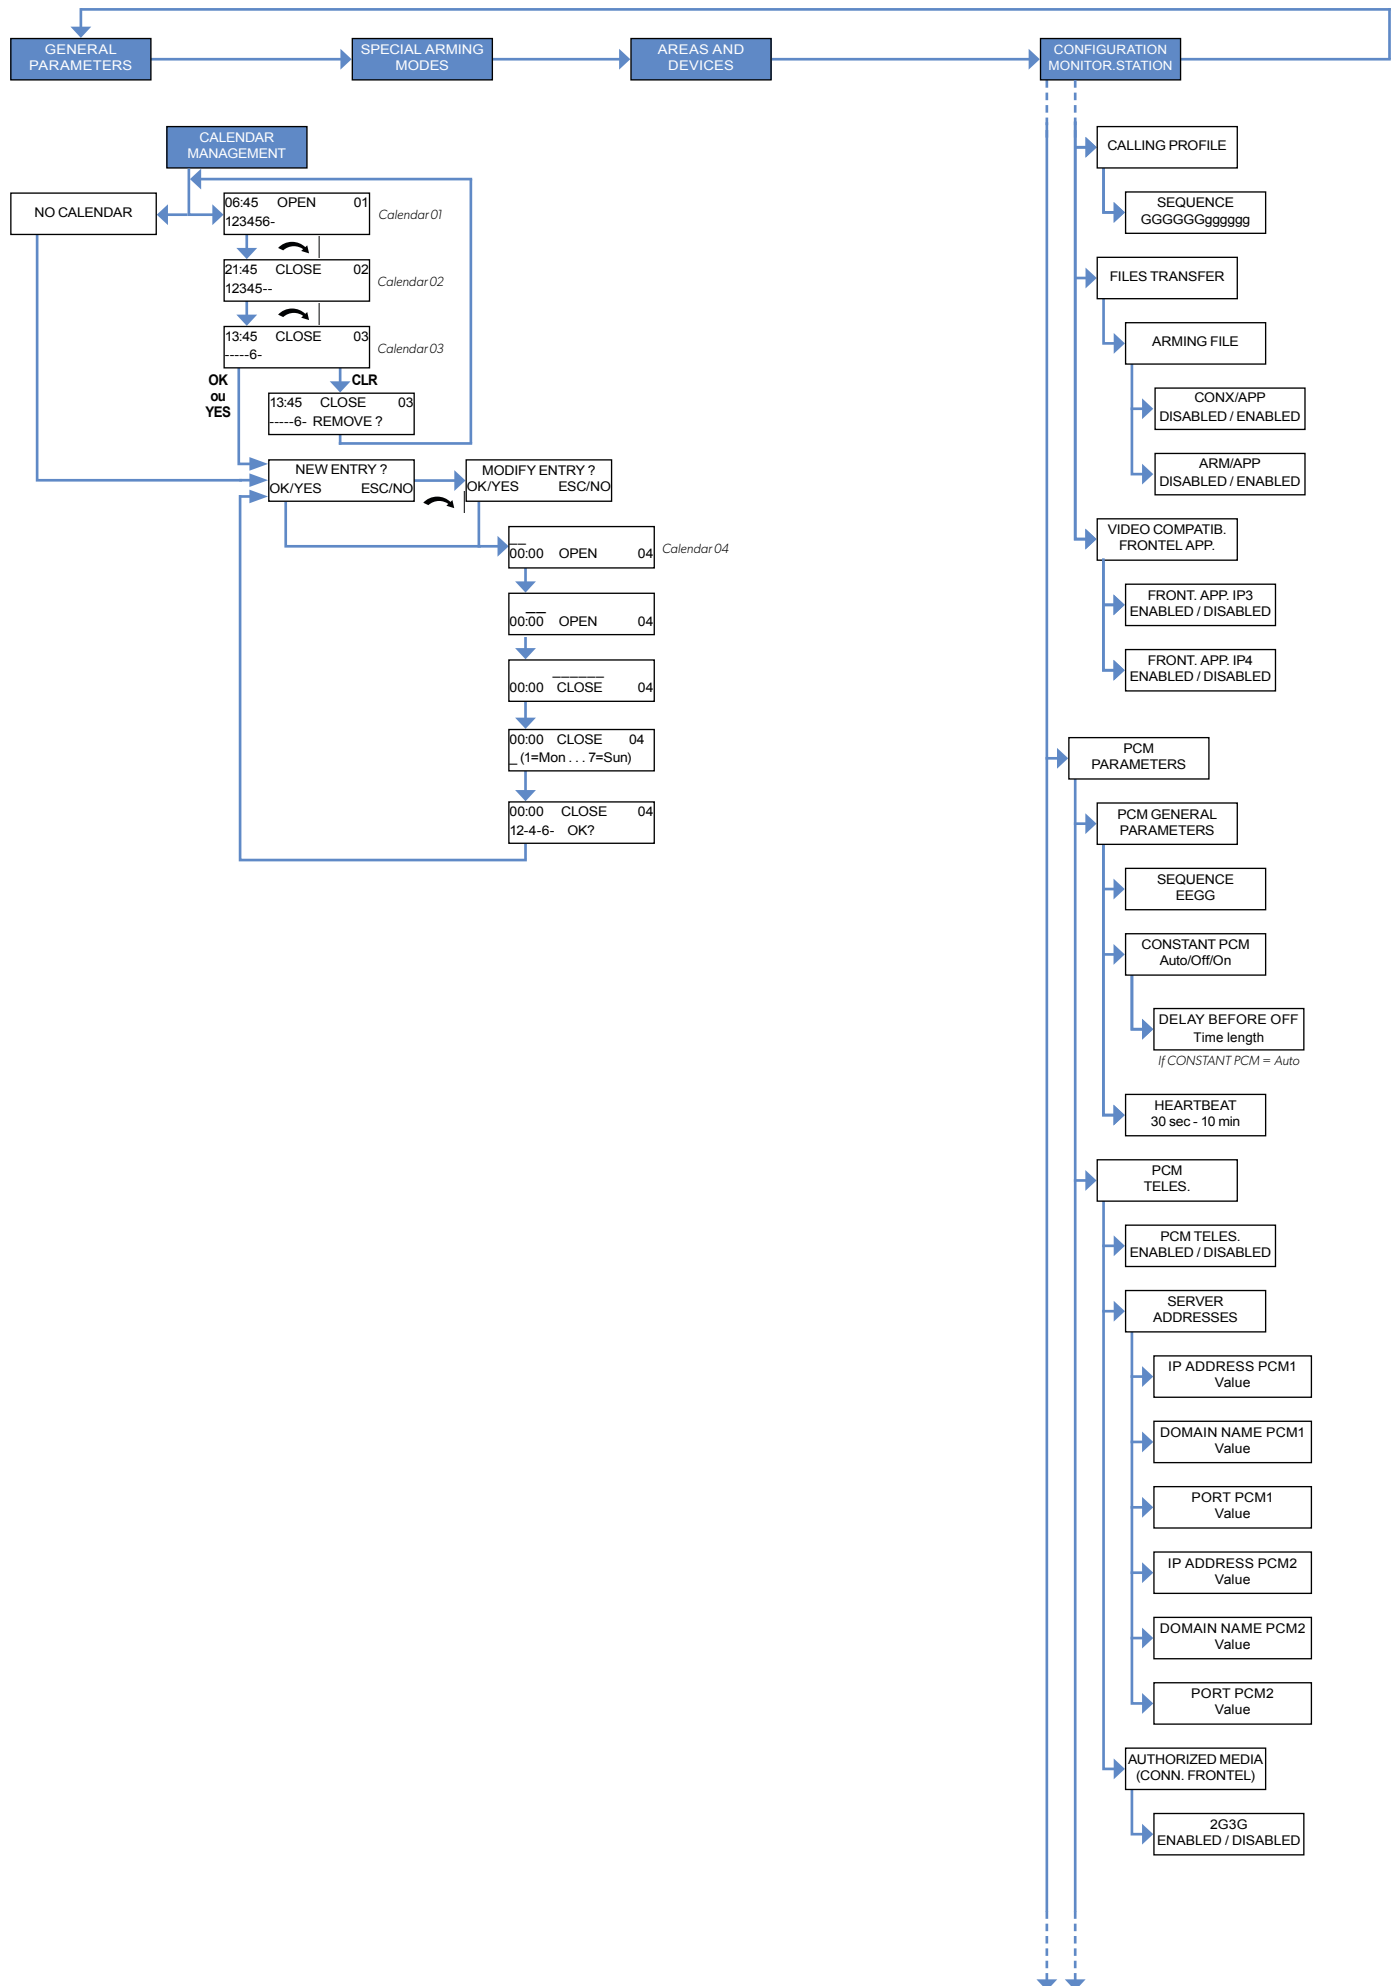 GENERAL
PARAMETERS
SPECIAL ARMING
MODES
AREAS AND
DEVICES
CONFIGURATION
MONITOR.STATION
CALENDAR
MANAGEMENT
NO CALENDAR
06:45 OPEN 01
123456-
Calendar 01
21:45 CLOSE 02
12345--
Calendar 02
13:45 CLOSE 03
-----6-
Calendar 03
OK
ou
YES
CLR
13:45 CLOSE 03
-----6- REMOVE ?
NEW ENTRY ?
OK/YES ESC/NO
MODIFY ENTRY ?
OK/YES ESC/NO
__
00:00 OPEN 04
Calendar 04
__
00:00 OPEN 04
______
00:00 CLOSE 04
00:00 CLOSE 04
_ (1=Mon . . . 7=Sun)
00:00 CLOSE 04
12-4-6- OK?
CALLING PROFILE
SEQUENCE
GGGGGGgggggg
FILES TRANSFER
ARMING FILE
CONX/APP
DISABLED / ENABLED
ARM/APP
DISABLED / ENABLED
VIDEO COMPATIB.
FRONTEL APP.
FRONT. APP. IP3
ENABLED / DISABLED
FRONT. APP. IP4
ENABLED / DISABLED
PCM
PARAMETERS
PCM GENERAL
PARAMETERS
SEQUENCE
EEGG
CONSTANT PCM
Auto/Off/On
DELAY BEFORE OFF
Time length
If CONSTANT PCM = Auto
HEARTBEAT
30 sec - 10 min
PCM
TELES.
PCM TELES.
ENABLED / DISABLED
SERVER
ADDRESSES
IP ADDRESS PCM1
Value
DOMAIN NAME PCM1
Value
PORT PCM1
Value
IP ADDRESS PCM2
Value
DOMAIN NAME PCM2
Value
PORT PCM2
Value
AUTHORIZED MEDIA
(CONN. FRONTEL)
2G3G
ENABLED / DISABLED